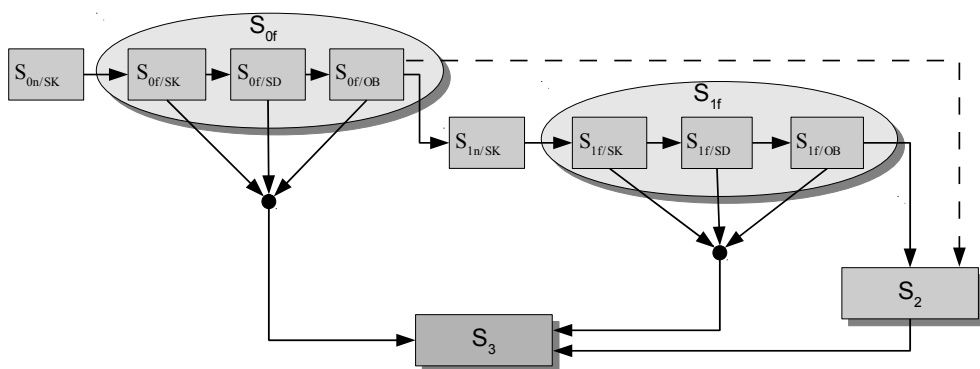 S0f
S0n/SK
S0f/SK
S0f/SD
S0f/OB
S1f
S1n/SK
S1f/SK
S1f/SD
S1f/OB
S2
S3